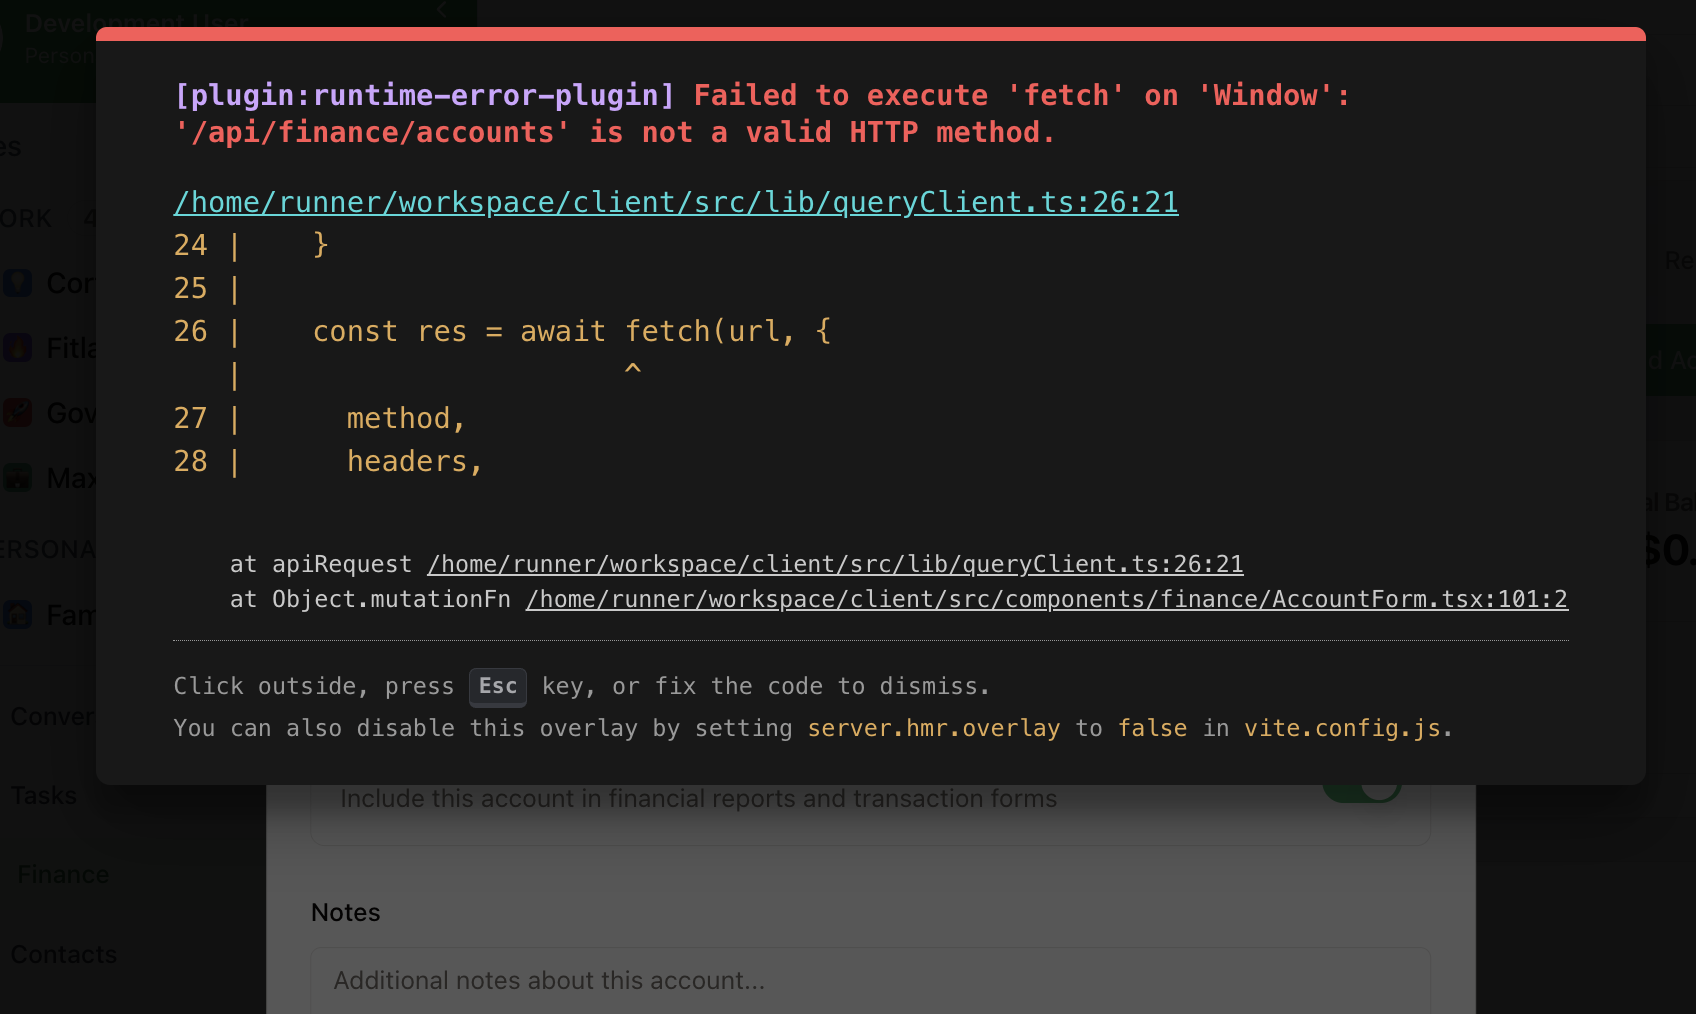 Development User
Person
[plugin:runtime-error-plugin] Failed to execute 'fetch' on 'Window':
'/api/finance/accounts' is not a valid HTTP method.
/home/runner/workspace/client/src/lib/queryClient.ts:26:21
24 |    }
25 |
26 |    const res = await fetch(url, {
   |                      ^
27 |      method,
28 |      headers,
at apiRequest /home/runner/workspace/client/src/lib/queryClient.ts:26:21
at Object.mutationFn /home/runner/workspace/client/src/components/finance/AccountForm.tsx:101:2
Click outside, press Esc key, or fix the code to dismiss.
You can also disable this overlay by setting server.hmr.overlay to false in vite.config.js.
es
ORK 4
Cor
Fitla
Gov
Max
ERSONA
Fam
Conver
Tasks
Finance
Contacts
Re
d Ac
al Ba
$0.
Include this account in financial reports and transaction forms
Notes
Additional notes about this account...